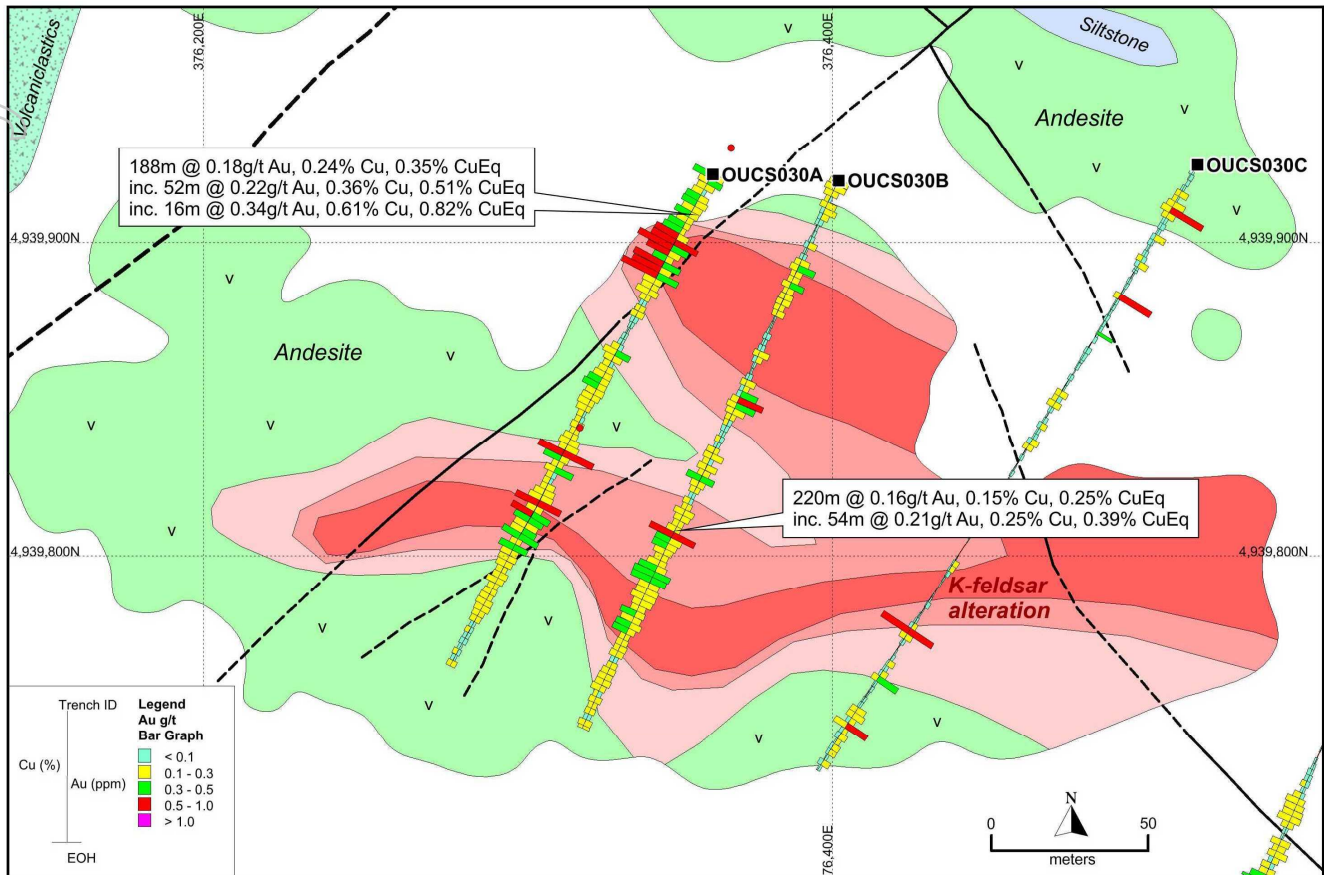 Volcaniclastics
376,200E
376,400E
Siltstone
Andesite
v
v
v
v
v
188m @ 0.18g/t Au, 0.24% Cu, 0.35% CuEq
inc. 52m @ 0.22g/t Au, 0.36% Cu, 0.51% CuEq
inc. 16m @ 0.34g/t Au, 0.61% Cu, 0.82% CuEq
OUCS030A
OUCS030B
OUCS030C
4,939,900N
4,939,900N
v
Andesite
v
v
v
v
220m @ 0.16g/t Au, 0.15% Cu, 0.25% CuEq
inc. 54m @ 0.21g/t Au, 0.25% Cu, 0.39% CuEq
v
4,939,800N
4,939,800N
K-feldsar
alteration
v
v
v
v
v
Trench ID
Cu (%)
Au (ppm)
EOH
Legend
Au g/t
Bar Graph
< 0.1
0.1 - 0.3
0.3 - 0.5
0.5 - 1.0
> 1.0
76,400E
N
0
50
meters